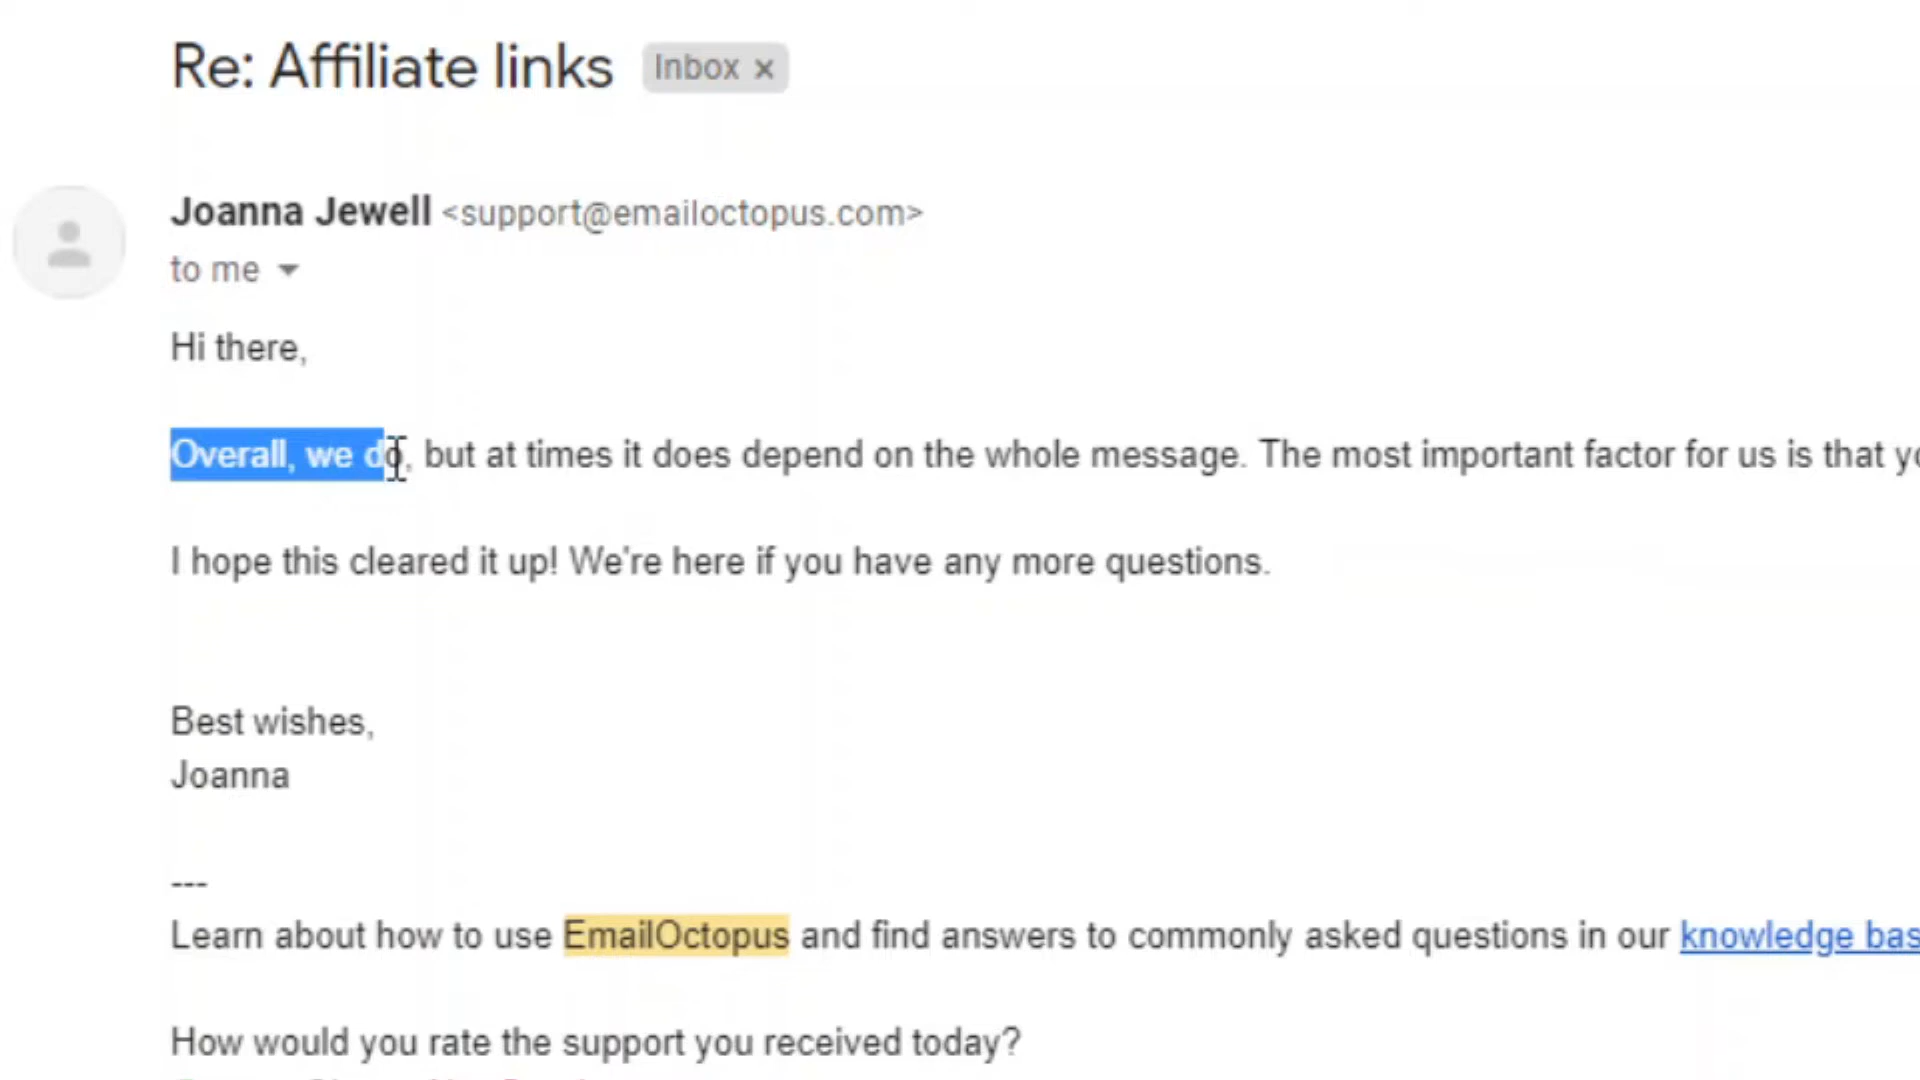 Re: Affiliate links Inbox x
Joanna Jewell <support@emailoctopus.com>
to me
Hi there,
Overall, we do, but at times it does depend on the whole message. The most important factor for us is that
I hope this cleared it up! We're here if you have any more questions.
Best wishes,
Joanna
---
Learn about how to use EmailOctopus and find answers to commonly asked questions in our knowledge bas
How would you rate the support you received today?